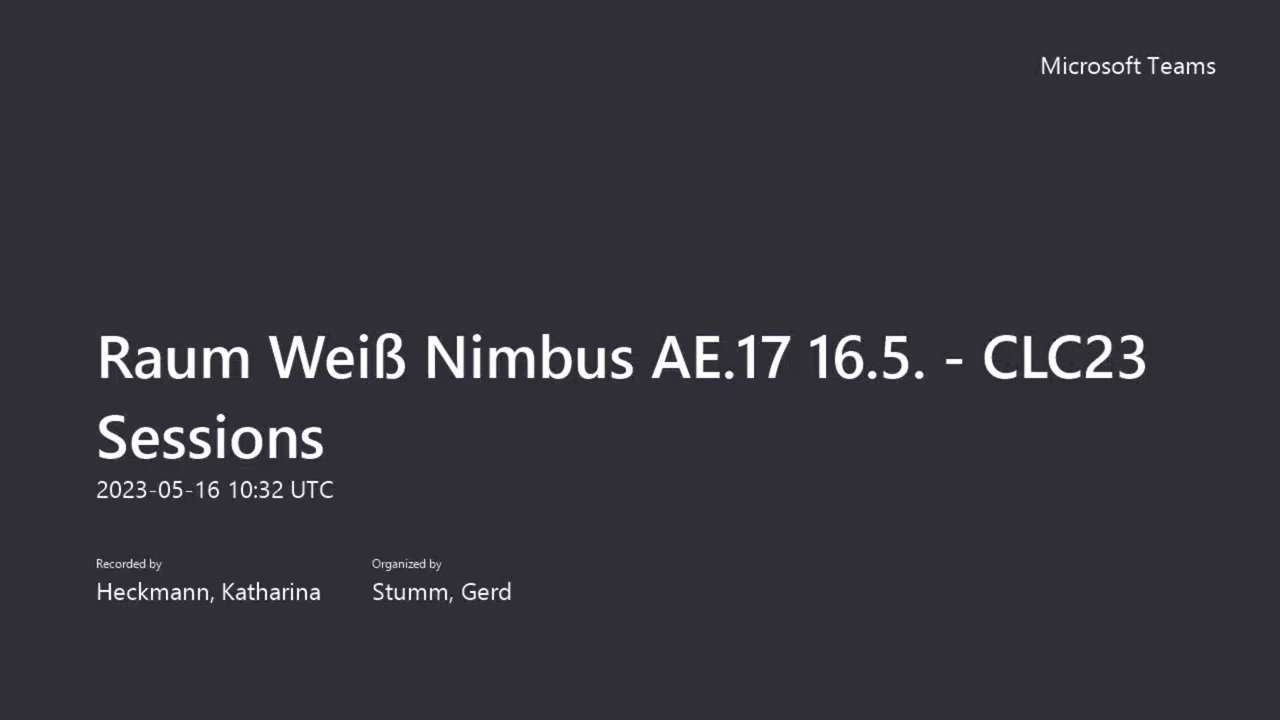 Microsoft Teams
Raum Weiß Nimbus AE.17 16.5. - CLC23
Sessions
2023-05-16 10:32 UTC
Recorded by
Heckmann, Katharina
Organized by
Stumm, Gerd